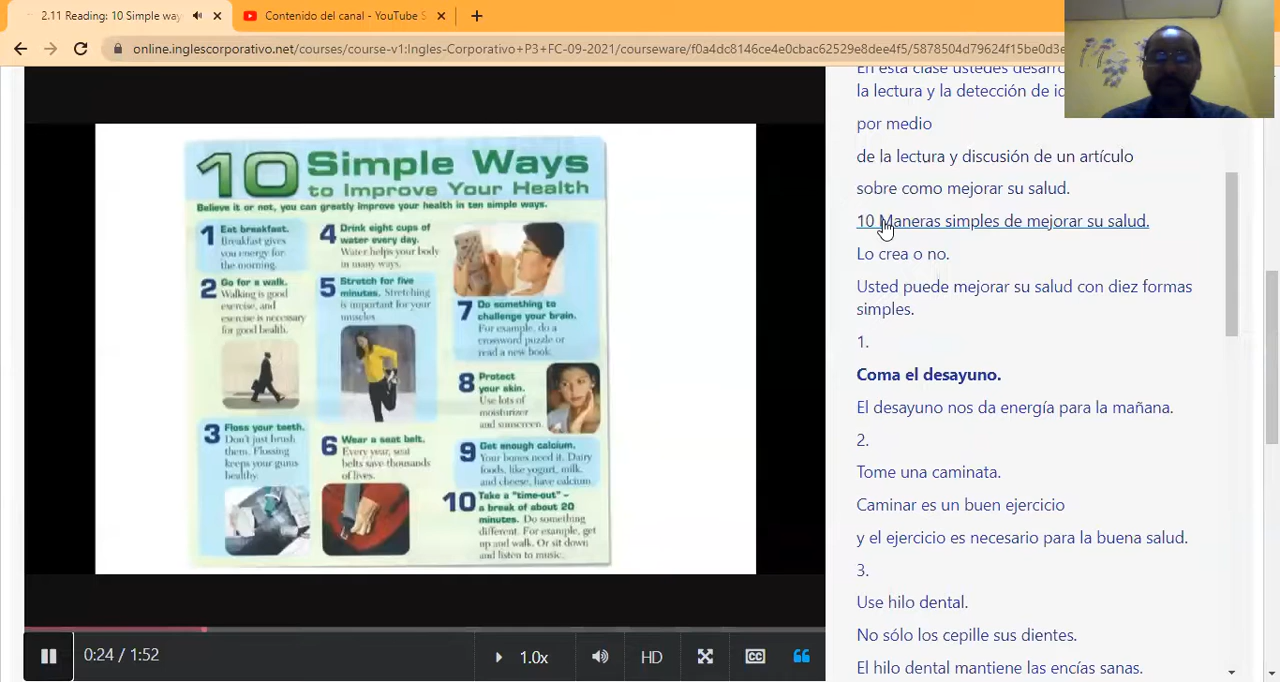 2.11 Reading: 10 Simple way
Contenido del canal - YouTube S
online.inglescorporativo.net/courses/course-v1:Ingles-Corporativo+P3+FC-09-2021/courseware/f0a4dc8146ce4e0cbac62529e8dee4f5/5878504d79624f15be0d3e
10 Simple Ways
to Improve Your Health
Believe it or not, you can greatly improve your health in ten simple ways.
1 Eat breakfast.
Breakfast gives
you energy for
the morning.
2 Go for a walk.
Walking is good
exercise, and
exercise is necessary
for good health.
3 Floss your teeth.
Don't just brush
them. Flossing
keeps your gums
healthy.
4 Drink eight cups of
water every day.
Water helps your body
in many ways.
5 Stretch for five
minutes. Stretching
is important for your
muscles.
6 Wear a seat belt.
Every year, seat
belts save thousands
of lives.
7 Do something to
challenge your brain.
For example, do a
crossword puzzle or
read a new book.
8 Protect
your skin.
Use lots of
moisturizer
and sunscreen.
9 Get enough calcium.
Your bones need it. Dairy
foods, like yogurt, milk,
and cheese, have calcium.
10 Take a "time-out" –
a break of about 20
minutes. Do something
different. For example, get
up and walk. Or sit down
and listen to music.
0:24 / 1:52
1.0x
HD
CC
En esta clase ustedes desarro
la lectura y la detección de id
por medio
de la lectura y discusión de un artículo
sobre como mejorar su salud.
10 Maneras simples de mejorar su salud.
Lo crea o no.
Usted puede mejorar su salud con diez formas
simples.
1.
Coma el desayuno.
El desayuno nos da energía para la mañana.
2.
Tome una caminata.
Caminar es un buen ejercicio
y el ejercicio es necesario para la buena salud.
3.
Use hilo dental.
No sólo los cepille sus dientes.
El hilo dental mantiene las encías sanas.